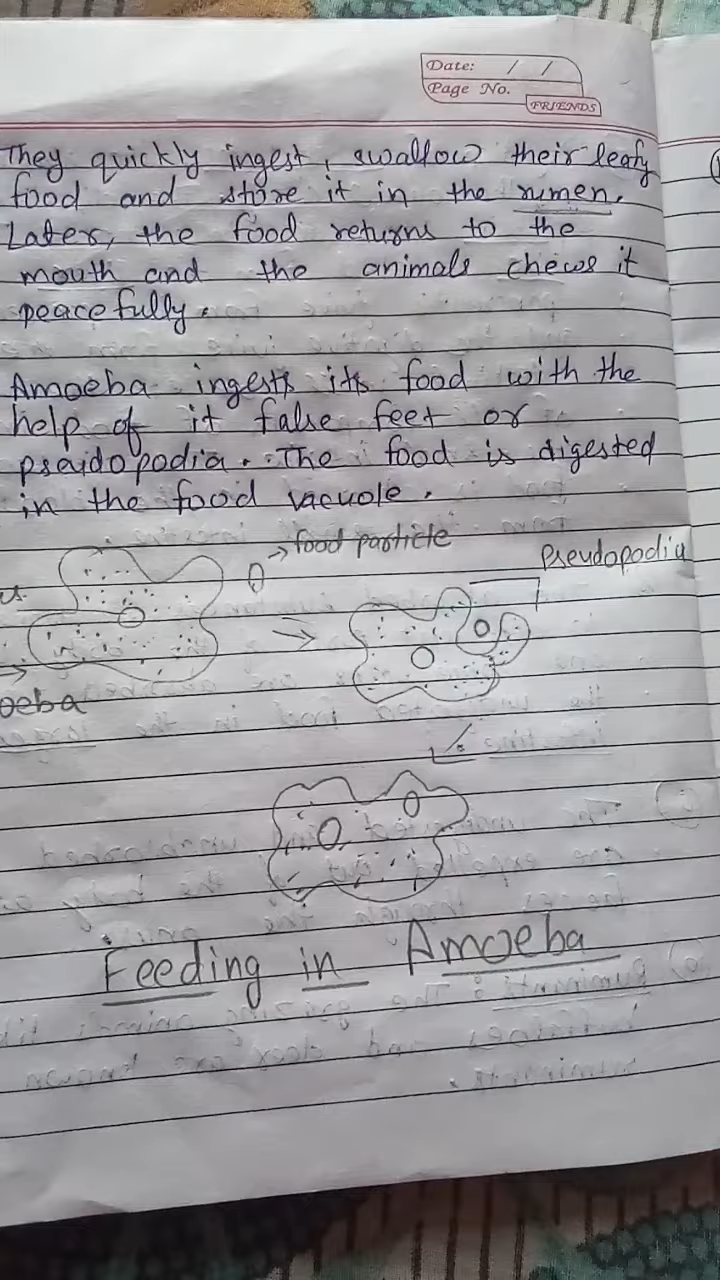 Date: / /
Page No.
FRIENDS
They quickly ingest, swallow their leafy
food and store it in the rumen.
Later, the food returns to the
mouth and the animals chews it
peacefully.
Amoeba ingests its food with the
help of it false feet or
pseudopodia. The food is digested
in the food vacuole.
food particle
Pseudopodia
oeba
Feeding in Amoeba